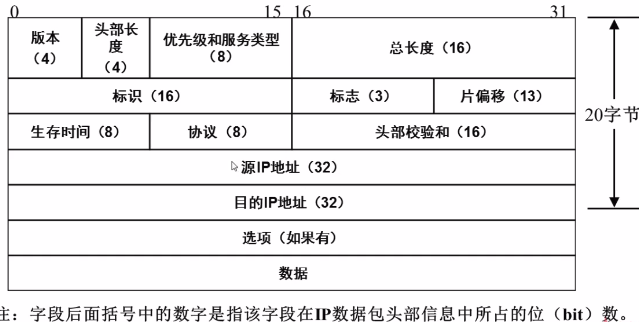 0 15 16 31
版本（4） 头部长度（4） 优先级和服务类型（8） 总长度（16）
标识（16） 标志（3） 片偏移（13）
20字节
生存时间（8） 协议（8） 头部校验和（16）
源IP地址（32）
目的IP地址（32）
选项（如果有）
数据
注：字段后面括号中的数字是指该字段在IP数据包头部信息中所占的位（bit）数。